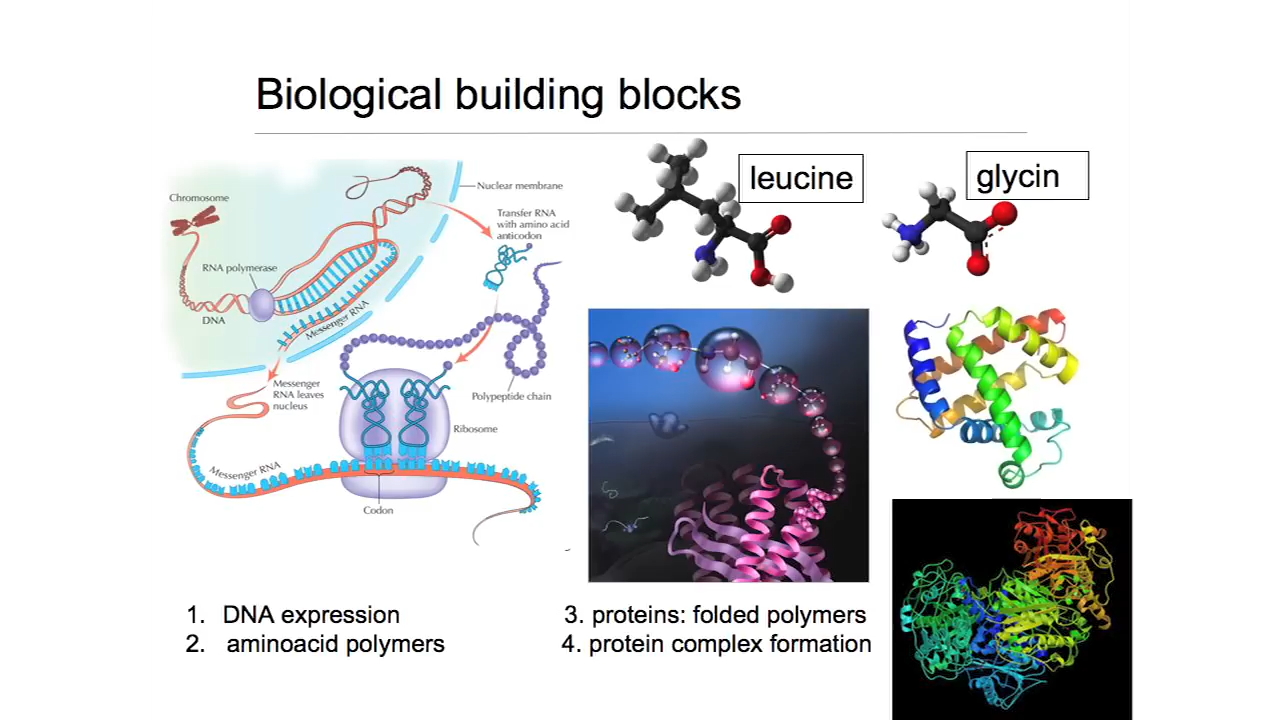 Biological building blocks
Chromosome
Nuclear membrane
Transfer RNA
with amino acid
anticodon
RNA polymerase
DNA
Messenger RNA
Messenger
RNA leaves
nucleus
Polypeptide chain
Ribosome
Messenger RNA
Codon
leucine
glycin
1. DNA expression
2. aminoacid polymers
3. proteins: folded polymers
4. protein complex formation